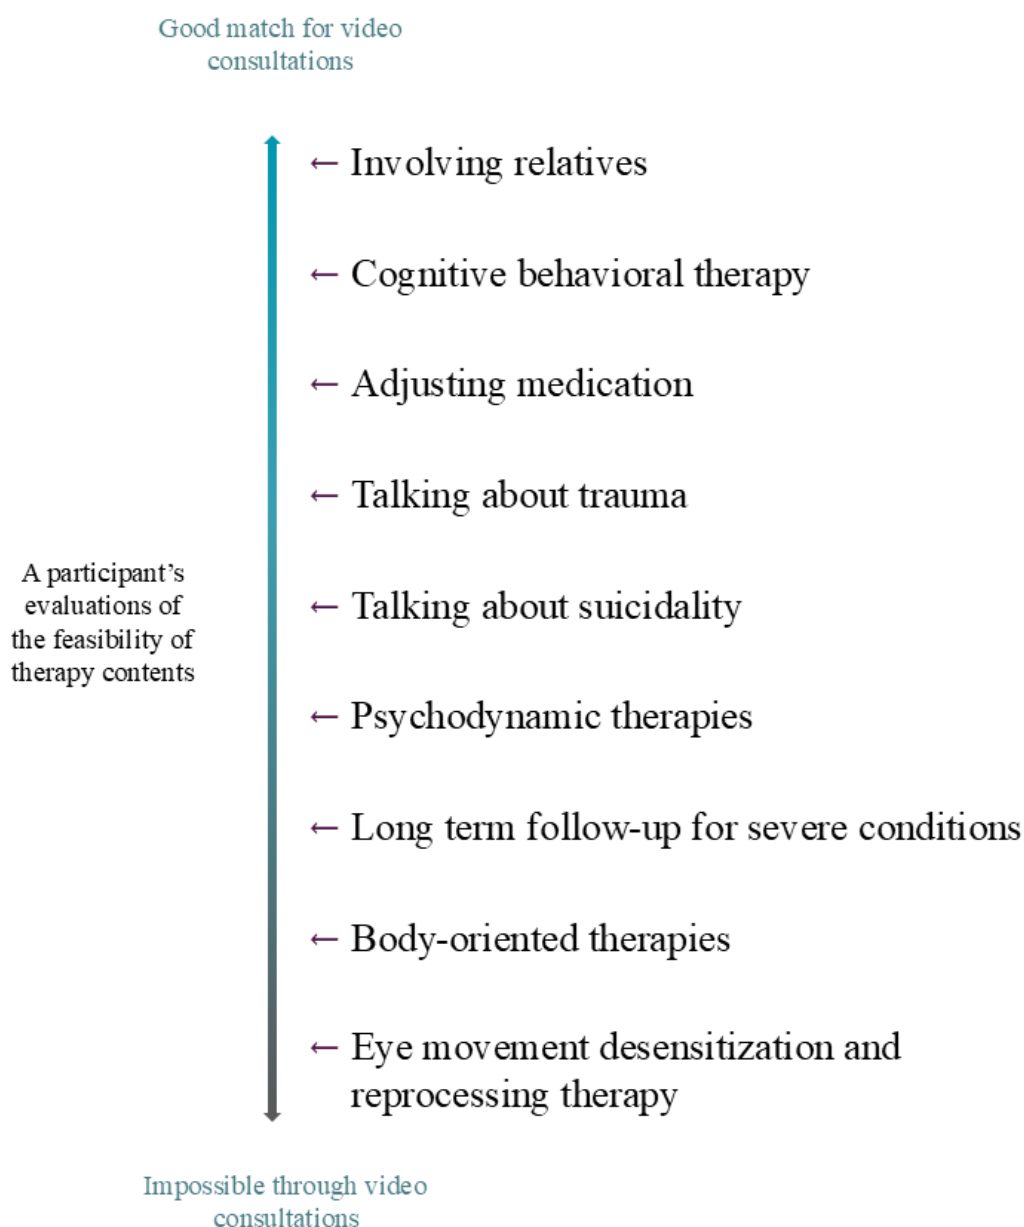 Good match for video
consultations
← Involving relatives
← Cognitive behavioral therapy
← Adjusting medication
← Talking about trauma
A participant’s
evaluations of
the feasibility of
therapy contents
← Talking about suicidality
← Psychodynamic therapies
← Long term follow-up for severe conditions
← Body-oriented therapies
← Eye movement desensitization and
reprocessing therapy
Impossible through video
consultations